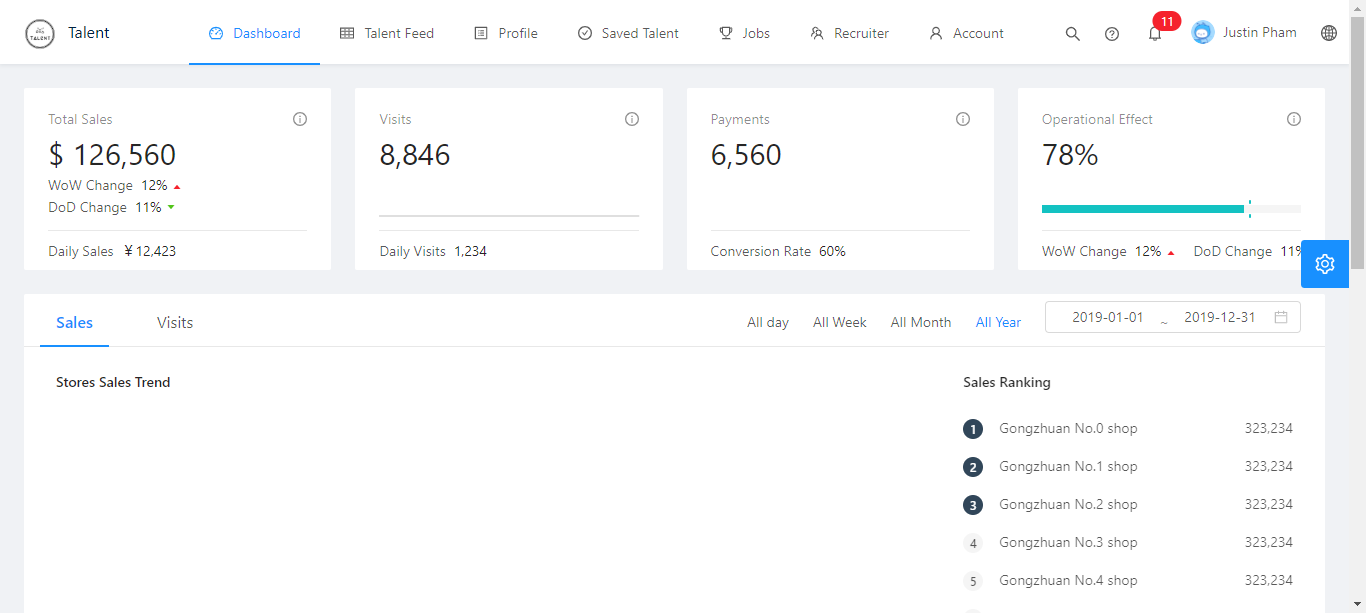 TALENT
Talent
Dashboard
Talent Feed
Profile
Saved Talent
Jobs
Recruiter
Account
11
Justin Pham
Total Sales
$ 126,560
WoW Change 12%
DoD Change 11%
Daily Sales ¥ 12,423
Visits
8,846
Daily Visits 1,234
Payments
6,560
Conversion Rate 60%
Operational Effect
78%
WoW Change 12% DoD Change 11%
Sales
Visits
All day
All Week
All Month
All Year
2019-01-01 ~ 2019-12-31
Stores Sales Trend
Sales Ranking
1 Gongzhuan No.0 shop 323,234
2 Gongzhuan No.1 shop 323,234
3 Gongzhuan No.2 shop 323,234
4 Gongzhuan No.3 shop 323,234
5 Gongzhuan No.4 shop 323,234